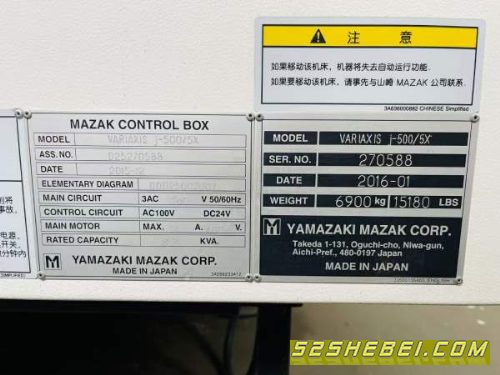 注 意
如果移动该机床，机器将失去自动运行功能.
如果要移动该机床，请事先与山崎 MAZAK 公司联系.
3A036000862 CHINESE Simplified
MAZAK CONTROL BOX
MODEL VARIAXIS j-500/5X
ASS. NO.
DATE 2015-12
ELEMENTARY DIAGRAM
MAIN CIRCUIT 3AC V 50/60Hz
CONTROL CIRCUIT AC100V DC24V
MAIN MOTOR MAX. A. V.
RATED CAPACITY KVA.
YAMAZAKI MAZAK CORP.
MADE IN JAPAN
MODEL VARIAXIS j-500/5X
SER. NO. 270588
DATE 2016-01
WEIGHT 6900 kg 15180 LBS
YAMAZAKI MAZAK CORP.
Takeda 1-131, Oguchi-cho, Niwa-gun,
Aichi-Pref., 480-0197 Japan
MADE IN JAPAN
52SHEBEI.COM